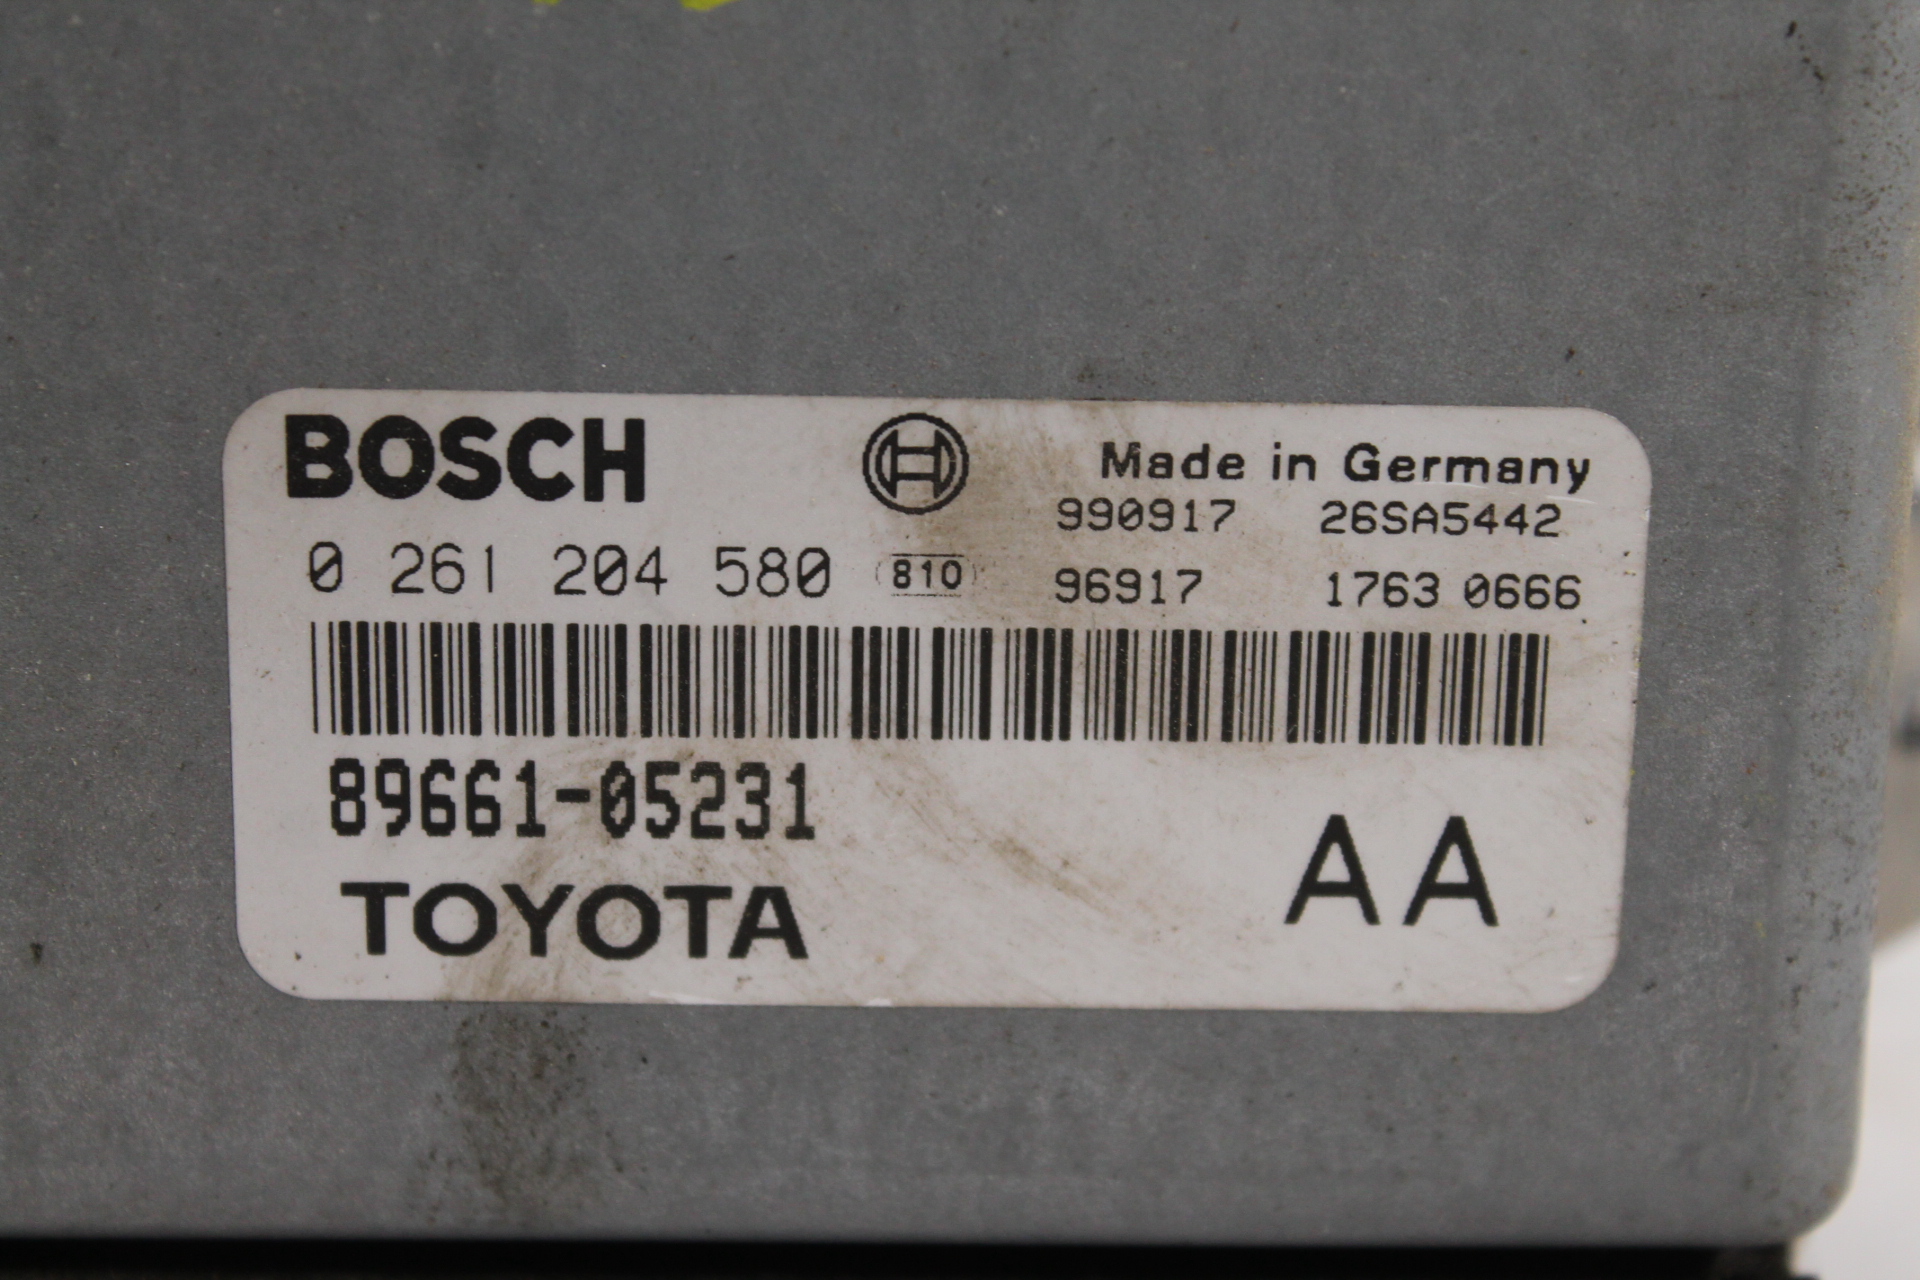 BOSCH Made in Germany
990917 26SA5442
0 261 204 580 810 96917 1763 0666
89661-05231
TOYOTA AA